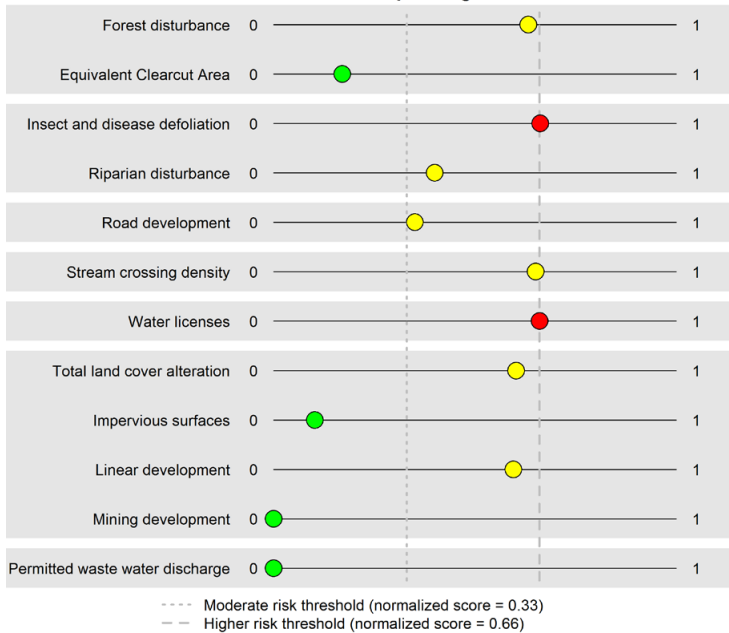 Forest disturbance 0 1
Equivalent Clearcut Area 0 1
Insect and disease defoliation 0 1
Riparian disturbance 0 1
Road development 0 1
Stream crossing density 0 1
Water licenses 0 1
Total land cover alteration 0 1
Impervious surfaces 0 1
Linear development 0 1
Mining development 0 1
Permitted waste water discharge 0 1
Moderate risk threshold (normalized score = 0.33)
Higher risk threshold (normalized score = 0.66)